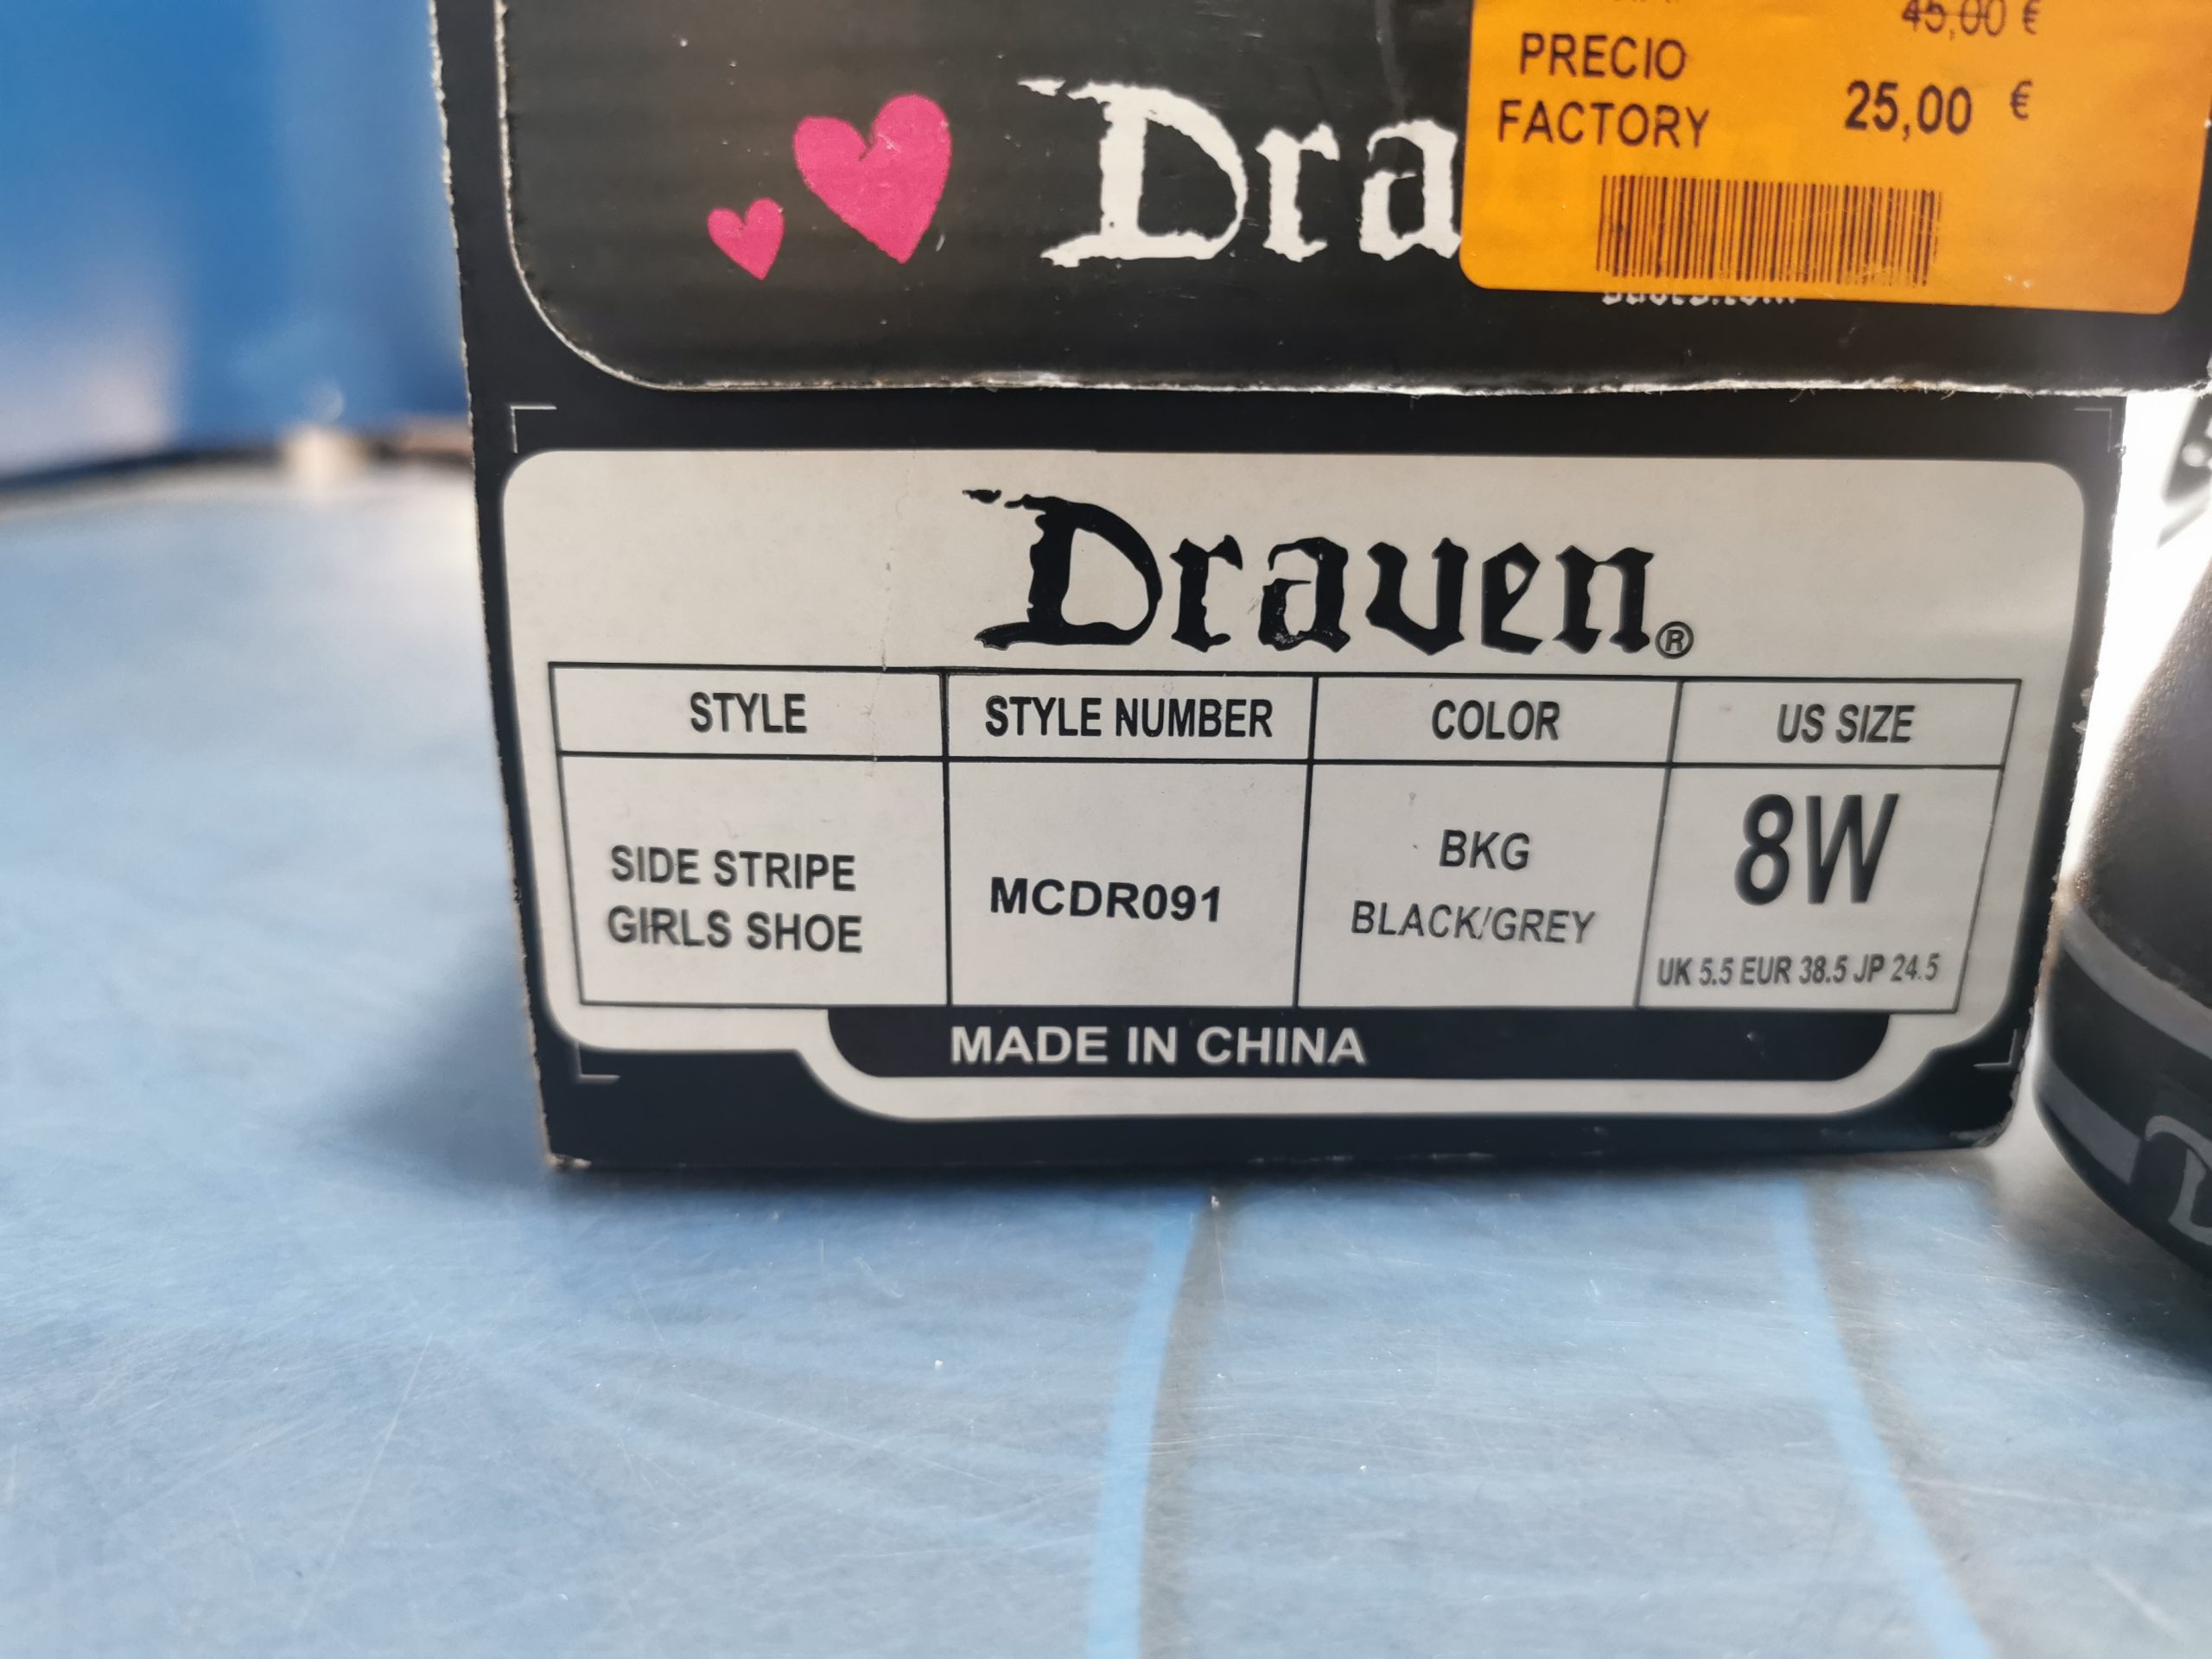 45,00 €
PRECIO
FACTORY 25,00 €
Dra
Draven®
STYLE STYLE NUMBER COLOR US SIZE
SIDE STRIPE
GIRLS SHOE
MCDR091
BKG
BLACK/GREY
8W
UK 5.5 EUR 38.5 JP 24.5
MADE IN CHINA